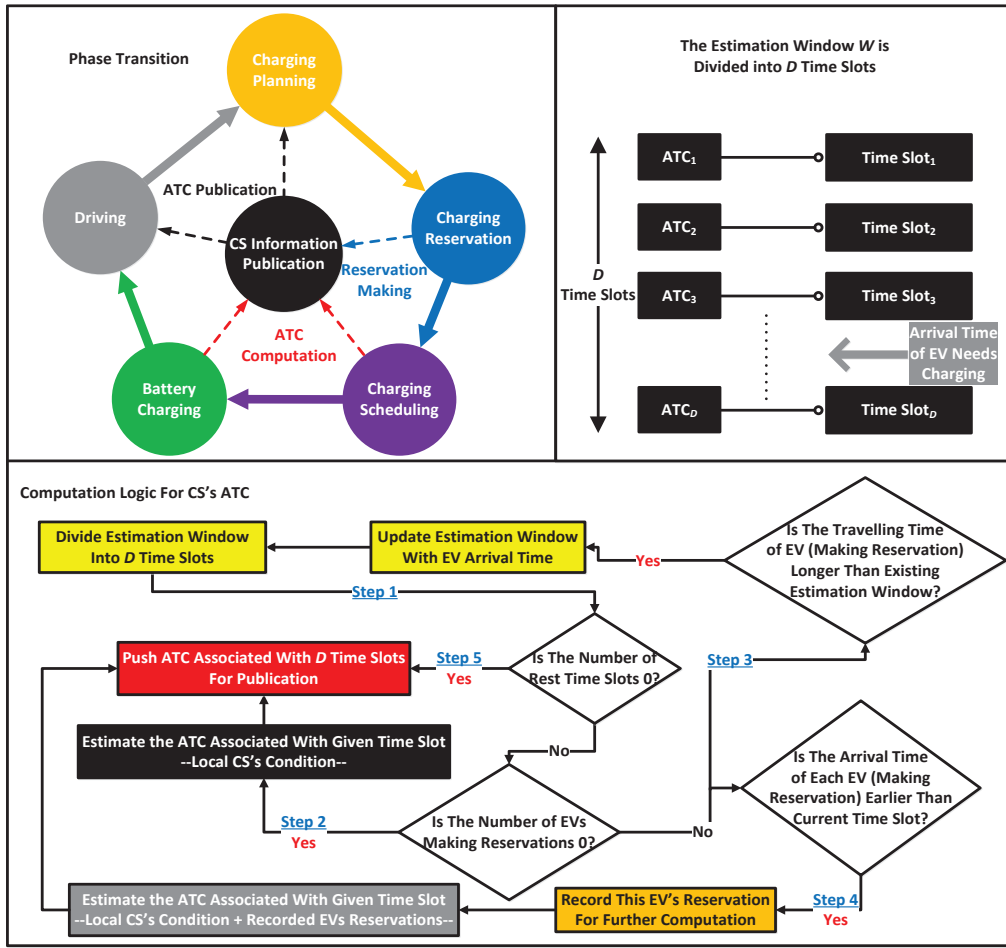 Phase Transition
Charging
Planning
ATC Publication
Driving
CS Information
Publication
Charging
Reservation
Reservation
Making
ATC
Computation
Battery
Charging
Charging
Scheduling
The Estimation Window W is
Divided into D Time Slots
ATC1
Time Slot1
ATC2
Time Slot2
D
Time Slots
ATC3
Time Slot3
Arrival Time
of EV Needs
Charging
ATCD
Time SlotD
Computation Logic For CS's ATC
Divide Estimation Window
Into D Time Slots
Update Estimation Window
With EV Arrival Time
Yes
Is The Travelling Time
of EV (Making Reservation)
Longer Than Existing
Estimation Window?
Step 1
Push ATC Associated With D Time Slots
For Publication
Step 5
Yes
Is The Number of
Rest Time Slots 0?
Step 3
Estimate the ATC Associated With Given Time Slot
--Local CS's Condition--
No
Is The Arrival Time
of Each EV (Making
Reservation) Earlier Than
Current Time Slot?
Step 2
Yes
Is The Number of EVs
Making Reservations 0?
No
Estimate the ATC Associated With Given Time Slot
--Local CS's Condition + Recorded EVs Reservations--
Record This EV's Reservation
For Further Computation
Step 4
Yes